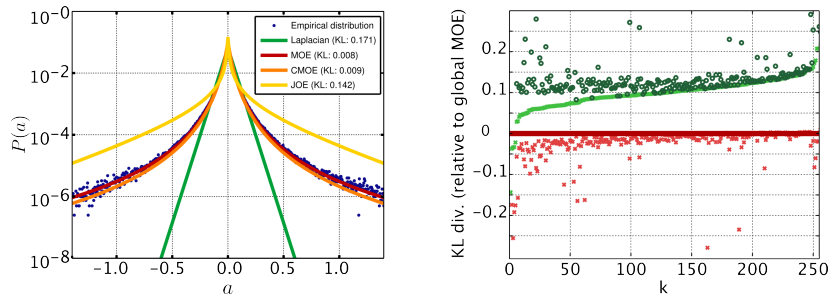 10^−0
10^−2
10^−4
10^−6
10^−8
P(a)
Empirical distribution
Laplacian (KL: 0.171)
MOE (KL: 0.008)
CMOE (KL: 0.009)
JOE (KL: 0.142)
−1.0
−0.5
0.0
0.5
1.0
a
KL div. (relative to global MOE)
0.2
0.1
0
-0.1
-0.2
0
50
100
150
200
250
k